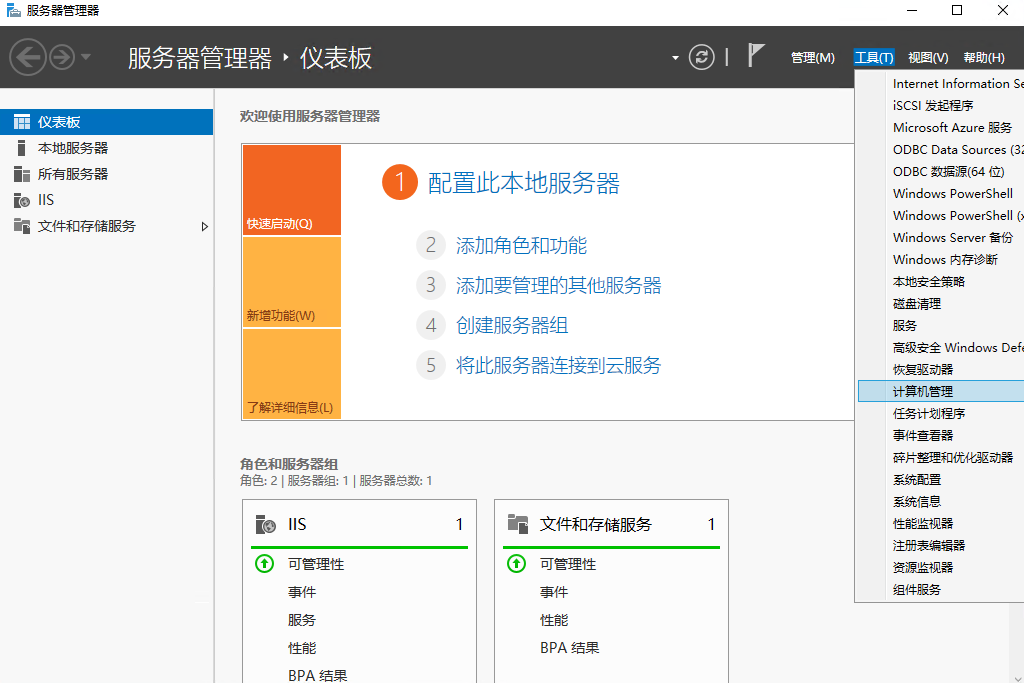 服务器管理器
服务器管理器 ‣ 仪表板
管理(M) 工具(T) 视图(V) 帮助(H)
仪表板
本地服务器
所有服务器
IIS
文件和存储服务
欢迎使用服务器管理器
快速启动(Q)
新增功能(W)
了解详细信息(L)
1 配置此本地服务器
2 添加角色和功能
3 添加要管理的其他服务器
4 创建服务器组
5 将此服务器连接到云服务
角色和服务器组
角色: 2 | 服务器组: 1 | 服务器总数: 1
IIS 1
可管理性
事件
服务
性能
BPA 结果
文件和存储服务 1
可管理性
事件
性能
BPA 结果
Internet Information Se
iSCSI 发起程序
Microsoft Azure 服务
ODBC Data Sources (32
ODBC 数据源(64 位)
Windows PowerShell
Windows PowerShell (x
Windows Server 备份
Windows 内存诊断
本地安全策略
磁盘清理
服务
高级安全 Windows Defe
恢复驱动器
计算机管理
任务计划程序
事件查看器
碎片整理和优化驱动器
系统配置
系统信息
性能监视器
注册表编辑器
资源监视器
组件服务